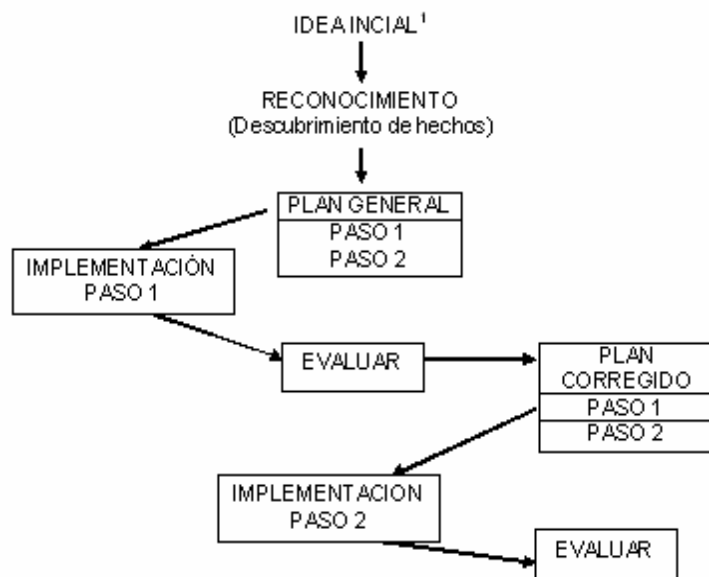 IDEA INCIAL¹
RECONOCIMIENTO
(Descubrimiento de hechos)
PLAN GENERAL
PASO 1
PASO 2
IMPLEMENTACIÓN
PASO 1
EVALUAR
PLAN
CORREGIDO
PASO 1
PASO 2
IMPLEMENTACION
PASO 2
EVALUAR